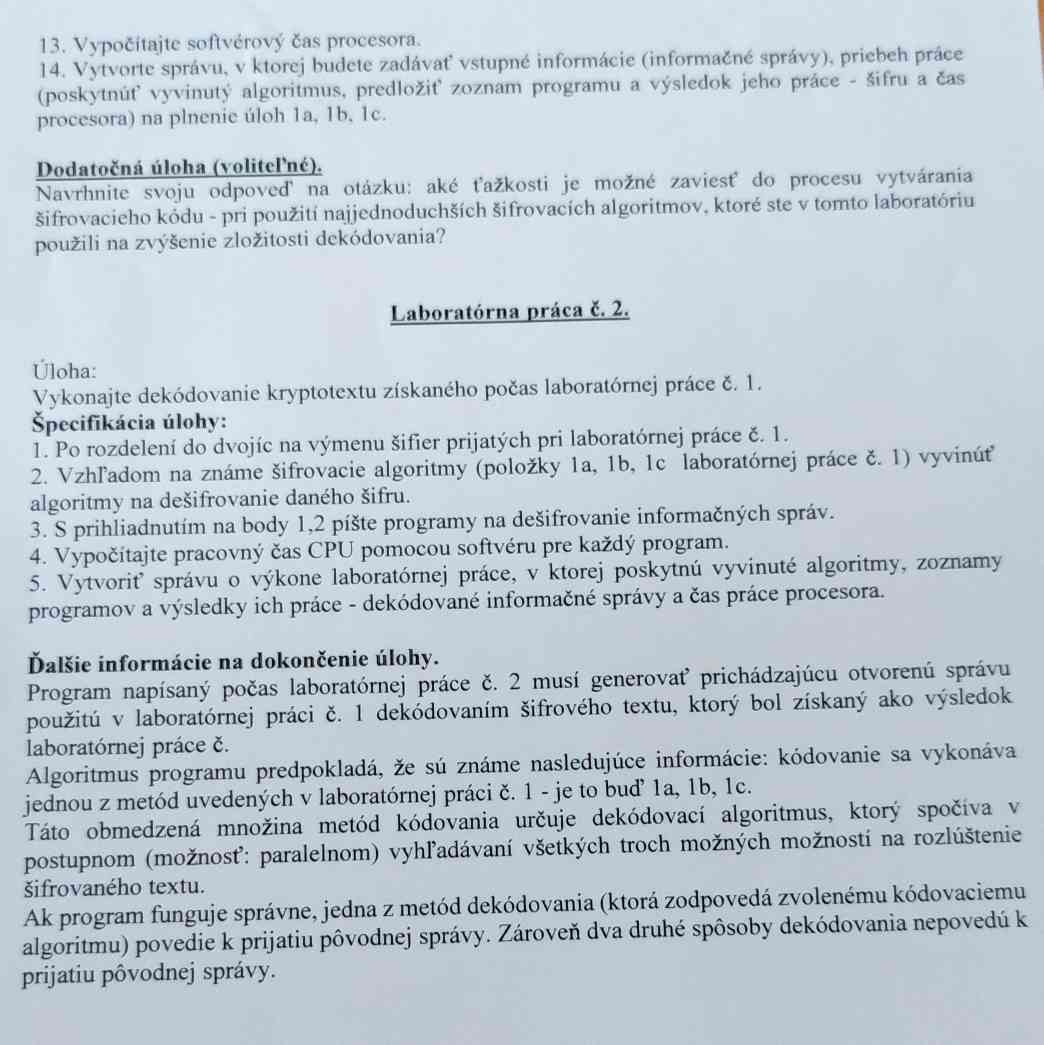 13. Vypočítajte softvérový čas procesora.
14. Vytvorte správu, v ktorej budete zadávať vstupné informácie (informačné správy), priebeh práce
(poskytnúť vyvinutý algoritmus, predložiť zoznam programu a výsledok jeho práce - šifru a čas
procesora) na plnenie úloh 1a, 1b, 1c.
Dodatočná úloha (voliteľné).
Navrhnite svoju odpoveď na otázku: aké ťažkosti je možné zaviesť do procesu vytvárania
šifrovacieho kódu - pri použití najjednoduchších šifrovacích algoritmov, ktoré ste v tomto laboratóriu
použili na zvýšenie zložitosti dekódovania?
Laboratórna práca č. 2.
Úloha:
Vykonajte dekódovanie kryptotextu získaného počas laboratórnej práce č. 1.
Špecifikácia úlohy:
1. Po rozdelení do dvojíc na výmenu šifier prijatých pri laboratórnej práce č. 1.
2. Vzhľadom na známe šifrovacie algoritmy (položky 1a, 1b, 1c laboratórnej práce č. 1) vyvinúť
algoritmy na dešifrovanie daného šifru.
3. S prihliadnutím na body 1,2 píšte programy na dešifrovanie informačných správ.
4. Vypočítajte pracovný čas CPU pomocou softvéru pre každý program.
5. Vytvoriť správu o výkone laboratórnej práce, v ktorej poskytnú vyvinuté algoritmy, zoznamy
programov a výsledky ich práce - dekódované informačné správy a čas práce procesora.
Ďalšie informácie na dokončenie úlohy.
Program napísaný počas laboratórnej práce č. 2 musí generovať prichádzajúcu otvorenú správu
použitú v laboratórnej práci č. 1 dekódovaním šifrového textu, ktorý bol získaný ako výsledok
laboratórnej práce č.
Algoritmus programu predpokladá, že sú známe nasledujúce informácie: kódovanie sa vykonáva
jednou z metód uvedených v laboratórnej práci č. 1 - je to buď 1a, 1b, 1c.
Táto obmedzená množina metód kódovania určuje dekódovací algoritmus, ktorý spočíva v
postupnom (možnosť: paralelnom) vyhľadávaní všetkých troch možných možností na rozlúštenie
šifrovaného textu.
Ak program funguje správne, jedna z metód dekódovania (ktorá zodpovedá zvolenému kódovaciemu
algoritmu) povedie k prijatiu pôvodnej správy. Zároveň dva druhé spôsoby dekódovania nepovedú k
prijatiu pôvodnej správy.